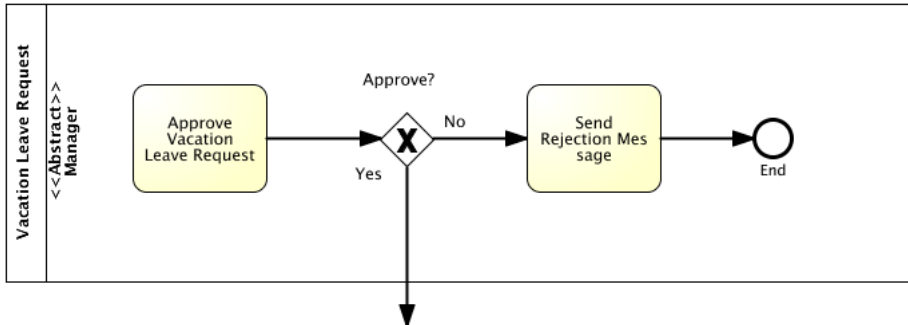 Vacation Leave Request
<<Abstract>>
Manager
Approve
Vacation
Leave Request
Approve?
No
Yes
Send
Rejection Mes
sage
End